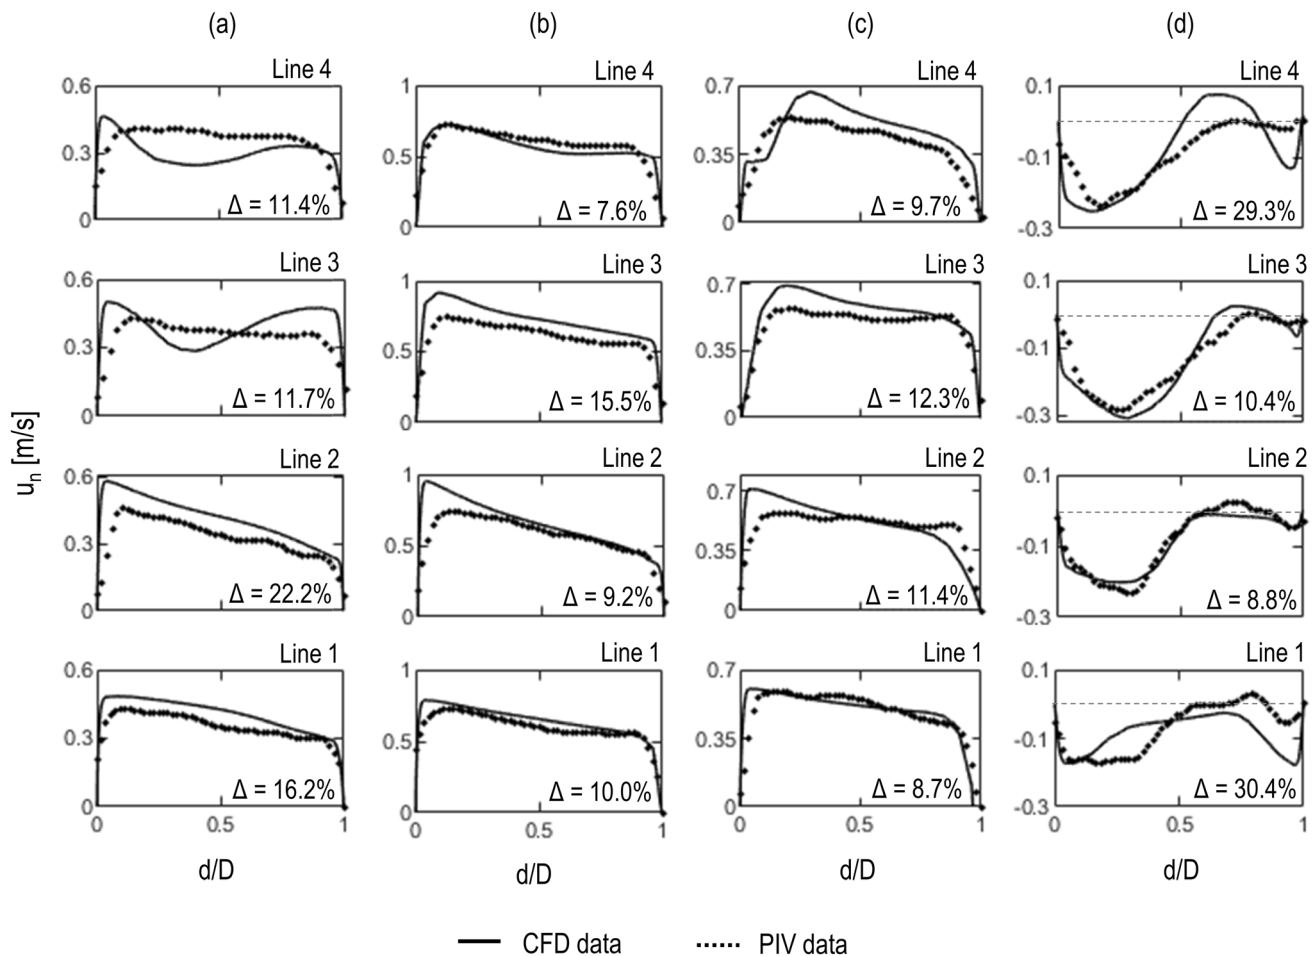 (a) (b) (c) (d)
Line 4 Line 4 Line 4 Line 4
0.6 1 0.7 0.1
0.3 0.5 0.35 -0.1
Δ = 11.4% Δ = 7.6% Δ = 9.7% Δ = 29.3%
0 0 0 -0.3
Line 3 Line 3 Line 3 Line 3
0.6 1 0.7 0.1
0.3 0.5 0.35 -0.1
Δ = 11.7% Δ = 15.5% Δ = 12.3% Δ = 10.4%
0 0 0 -0.3
un [m/s]
Line 2 Line 2 Line 2 Line 2
0.6 1 0.7 0.1
0.3 0.5 0.35 -0.1
Δ = 22.2% Δ = 9.2% Δ = 11.4% Δ = 8.8%
0 0 0 -0.3
Line 1 Line 1 Line 1 Line 1
0.6 1 0.7 0.1
0.3 0.5 0.35 -0.1
Δ = 16.2% Δ = 10.0% Δ = 8.7% Δ = 30.4%
0 0 0 -0.3
0 0.5 1 0 0.5 1 0 0.5 1 0 0.5 1
d/D d/D d/D d/D
CFD data PIV data